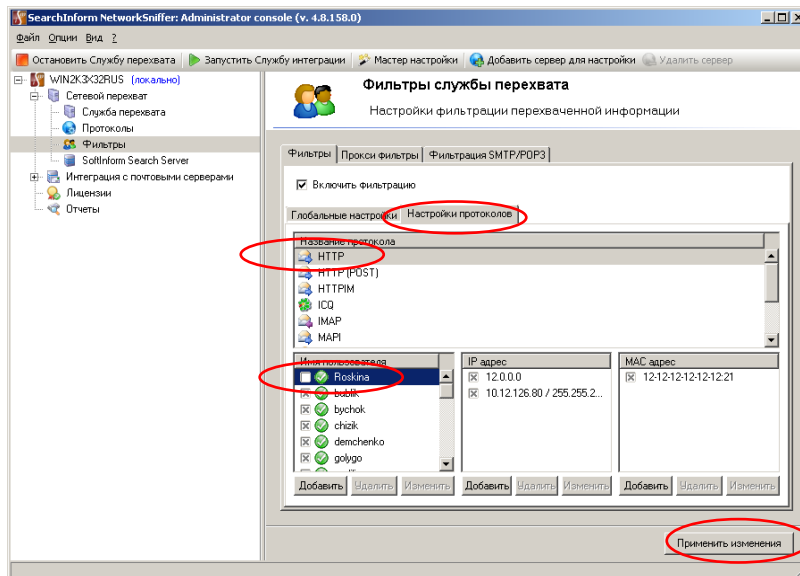 SearchInform NetworkSniffer: Administrator console (v. 4.8.158.0)
Файл Опции Вид ?
Остановить Службу перехвата Запустить Службу интеграции Мастер настройки Добавить сервер для настройки Удалить сервер
WIN2K3X32RUS (локально)
Сетевой перехват
Служба перехвата
Протоколы
Фильтры
SoftInform Search Server
Интеграция с почтовыми серверами
Лицензии
Отчеты
Фильтры службы перехвата
Настройки фильтрации перехваченной информации
Фильтры Прокси фильтры Фильтрация SMTP/POP3
Включить фильтрацию
Глобальные настройки Настройки протоколов
Название протокола
HTTP
HTTP (POST)
HTTPIM
ICQ
IMAP
MAPI
Имя пользователя IP адрес MAC адрес
Roskina 12.0.0.0 12-12-12-12-12-12:21
bublik 10.12.126.80 / 255.255.2...
bychok
chizik
demchenko
golygo
Добавить Удалить Изменить Добавить Удалить Изменить Добавить Удалить Изменить
Применить изменения